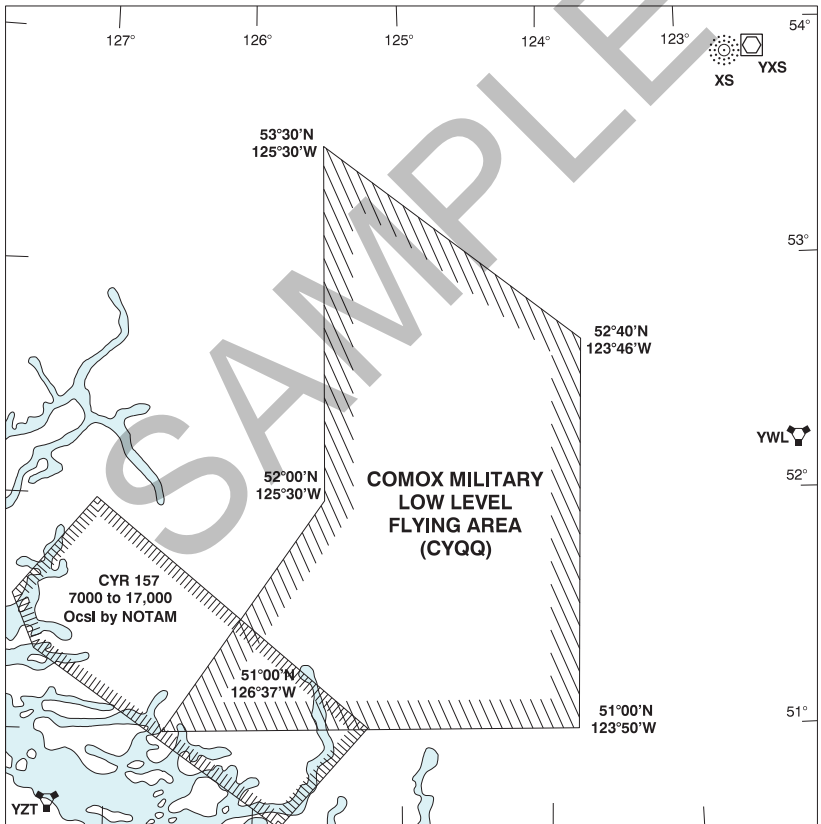 127°
126°
125°
124°
123°
54°
XS
YXS
53°30'N
125°30'W
53°
52°40'N
123°46'W
YWL
52°
52°00'N
125°30'W
COMOX MILITARY
LOW LEVEL
FLYING AREA
(CYQQ)
CYR 157
7000 to 17,000
Ocsl by NOTAM
51°00'N
126°37'W
51°00'N
123°50'W
51°
YZT
SAMPLE